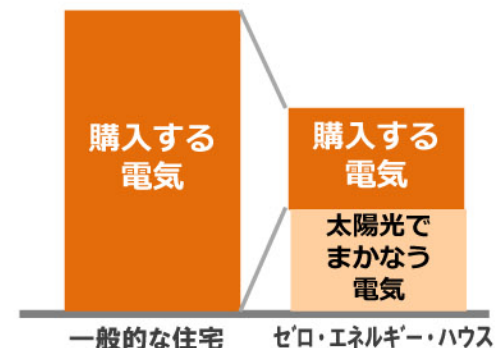 購入する
電気
購入する
電気
太陽光で
まかなう
電気
一般的な住宅
ｾﾞﾛ・ｴﾈﾙｷﾞｰ・ﾊｳｽ